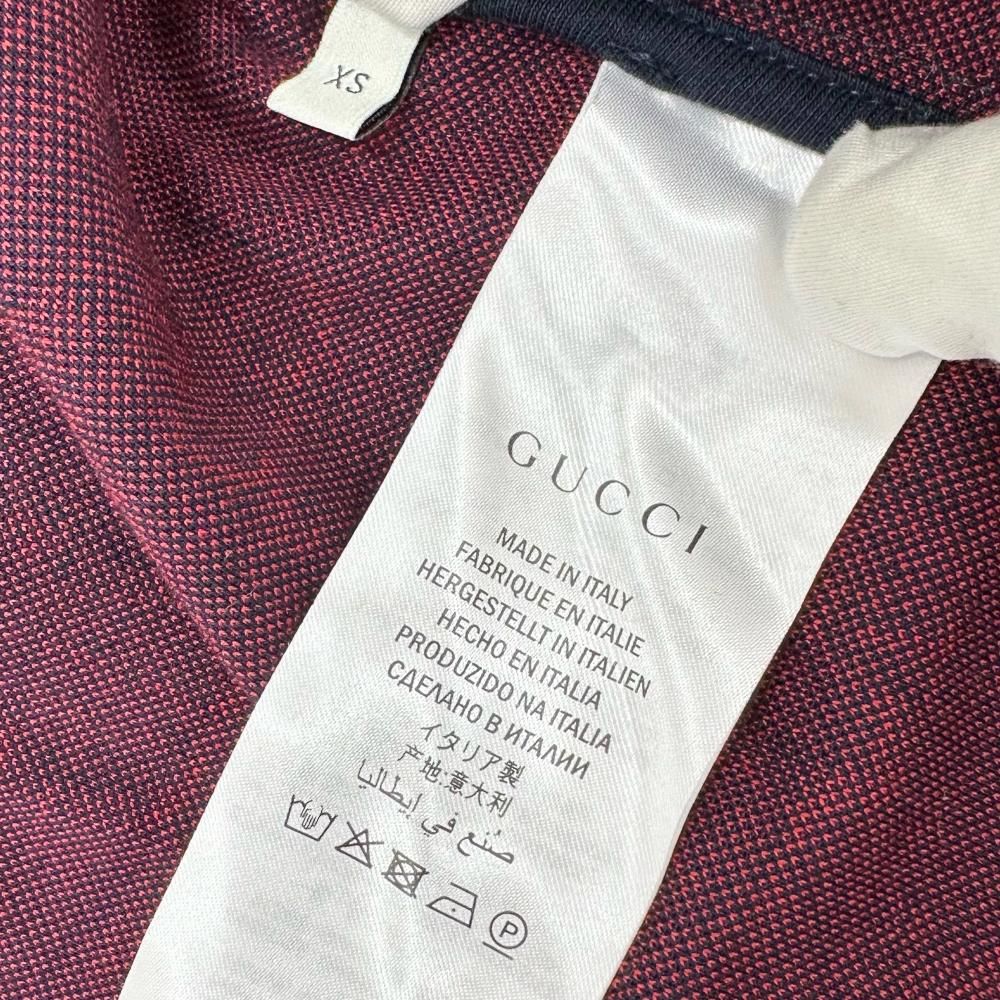 XS
GUCCI
MADE IN ITALY
FABRIQUE EN ITALIE
HERGESTELLT IN ITALIEN
HECHO EN ITALIA
PRODUZIDO NA ITALIA
СДЕЛАНО В ИТАЛИИ
イタリア製
产地:意大利
صُنع في إيطاليا
P